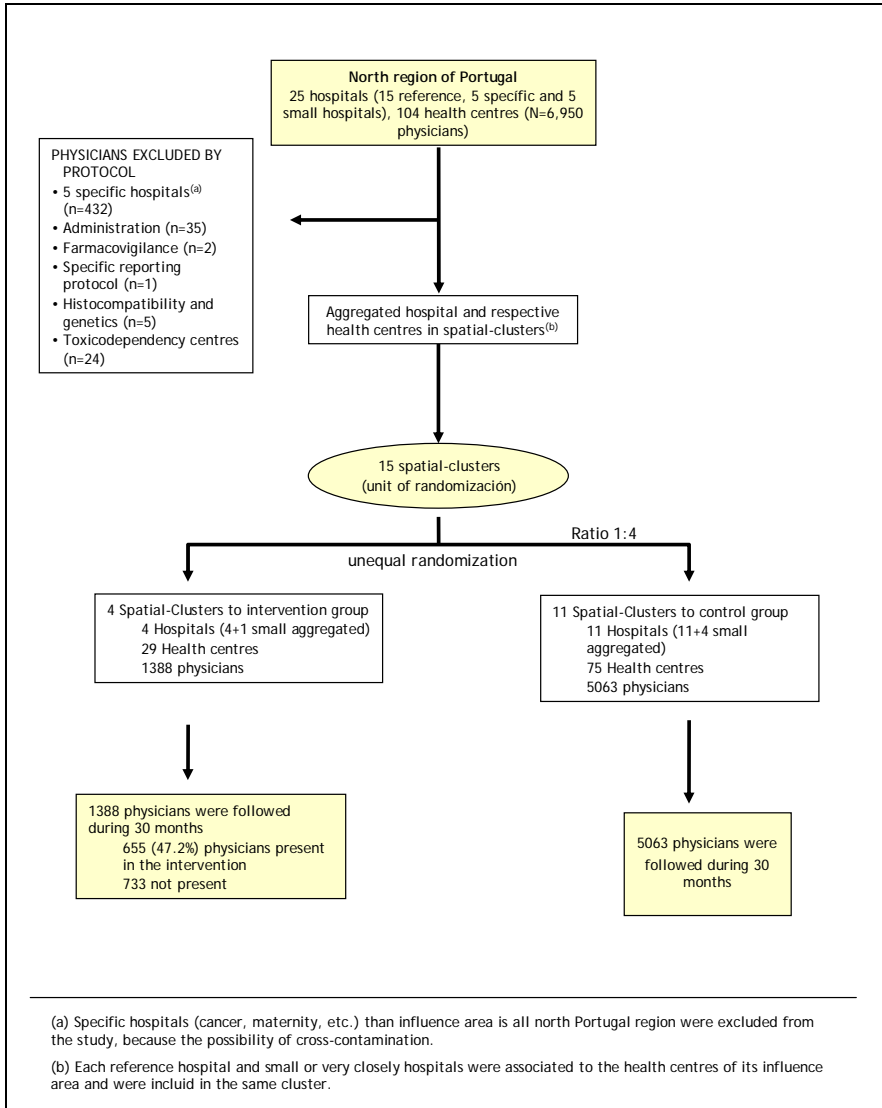 North region of Portugal
25 hospitals (15 reference, 5 specific and 5
small hospitals), 104 health centres (N=6,950
physicians)
PHYSICIANS EXCLUDED BY
PROTOCOL
• 5 specific hospitals(a)
(n=432)
• Administration (n=35)
• Farmacovigilance (n=2)
• Specific reporting
protocol (n=1)
• Histocompatibility and
genetics (n=5)
• Toxicodependency centres
(n=24)
Aggregated hospital and respective
health centres in spatial-clusters(b)
15 spatial-clusters
(unit of randomización)
Ratio 1:4
unequal randomization
4 Spatial-Clusters to intervention group
4 Hospitals (4+1 small aggregated)
29 Health centres
1388 physicians
11 Spatial-Clusters to control group
11 Hospitals (11+4 small
aggregated)
75 Health centres
5063 physicians
1388 physicians were followed
during 30 months
655 (47.2%) physicians present
in the intervention
733 not present
5063 physicians were
followed during 30
months
(a) Specific hospitals (cancer, maternity, etc.) than influence area is all north Portugal region were excluded from
the study, because the possibility of cross-contamination.
(b) Each reference hospital and small or very closely hospitals were associated to the health centres of its influence
area and were incluid in the same cluster.